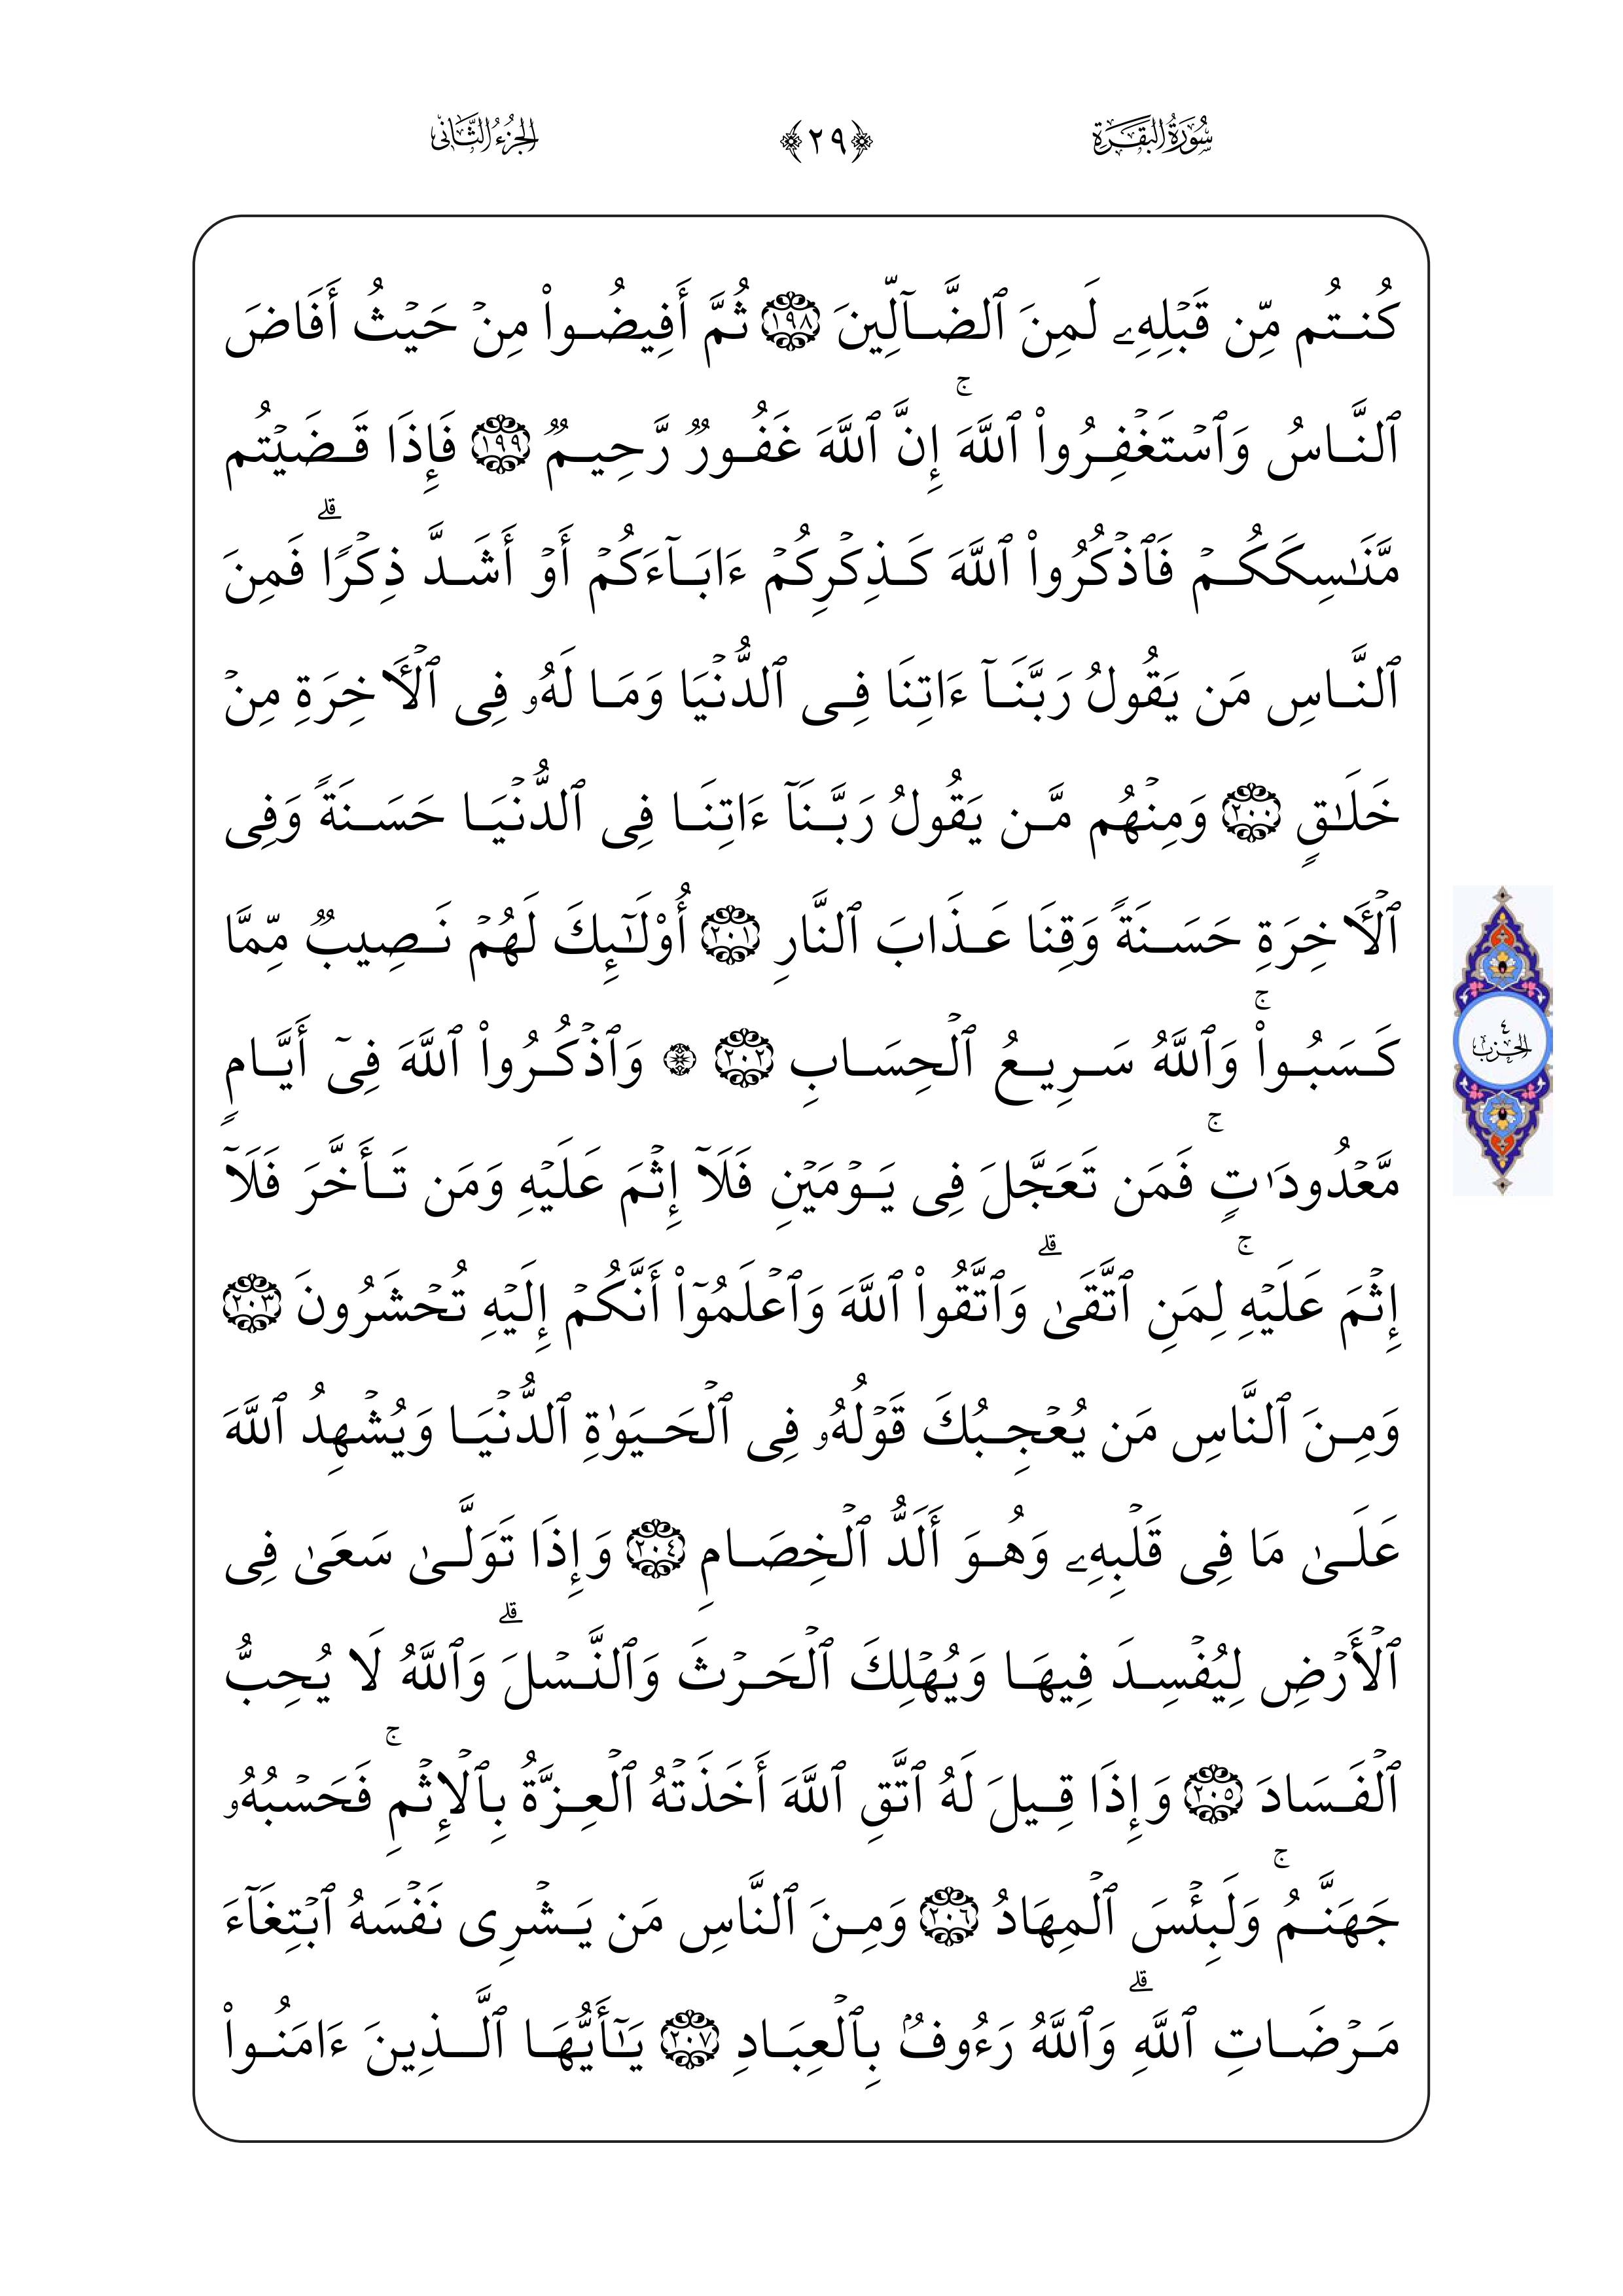 سُورَةُ البَقَرَةِ
﴿٢٩﴾
الجُزْءُ الثَّانِى
كُنتُم مِّن قَبْلِهِۦ لَمِنَ ٱلضَّآلِّينَ ١٩٨ ثُمَّ أَفِيضُوا۟ مِنْ حَيْثُ أَفَاضَ
ٱلنَّاسُ وَٱسْتَغْفِرُوا۟ ٱللَّهَ ۚ إِنَّ ٱللَّهَ غَفُورٌ رَّحِيمٌ ١٩٩ فَإِذَا قَضَيْتُم
مَّنَـٰسِكَكُمْ فَٱذْكُرُوا۟ ٱللَّهَ كَذِكْرِكُمْ ءَابَآءَكُمْ أَوْ أَشَدَّ ذِكْرًا ۗ فَمِنَ
ٱلنَّاسِ مَن يَقُولُ رَبَّنَآ ءَاتِنَا فِى ٱلدُّنْيَا وَمَا لَهُۥ فِى ٱلْـَٔاخِرَةِ مِنْ
خَلَـٰقٍ ٢٠٠ وَمِنْهُم مَّن يَقُولُ رَبَّنَآ ءَاتِنَا فِى ٱلدُّنْيَا حَسَنَةً وَفِى
ٱلْـَٔاخِرَةِ حَسَنَةً وَقِنَا عَذَابَ ٱلنَّارِ ٢٠١ أُو۟لَـٰٓئِكَ لَهُمْ نَصِيبٌ مِّمَّا
كَسَبُوا۟ ۚ وَٱللَّهُ سَرِيعُ ٱلْحِسَابِ ٢٠٢ ۞ وَٱذْكُرُوا۟ ٱللَّهَ فِىٓ أَيَّامٍ
٤
الحِزْب
مَّعْدُودَٰتٍ ۚ فَمَن تَعَجَّلَ فِى يَوْمَيْنِ فَلَآ إِثْمَ عَلَيْهِ وَمَن تَأَخَّرَ فَلَآ
إِثْمَ عَلَيْهِ ۚ لِمَنِ ٱتَّقَىٰ ۗ وَٱتَّقُوا۟ ٱللَّهَ وَٱعْلَمُوٓا۟ أَنَّكُمْ إِلَيْهِ تُحْشَرُونَ ٢٠٣
وَمِنَ ٱلنَّاسِ مَن يُعْجِبُكَ قَوْلُهُۥ فِى ٱلْحَيَوٰةِ ٱلدُّنْيَا وَيُشْهِدُ ٱللَّهَ
عَلَىٰ مَا فِى قَلْبِهِۦ وَهُوَ أَلَدُّ ٱلْخِصَامِ ٢٠٤ وَإِذَا تَوَلَّىٰ سَعَىٰ فِى
ٱلْأَرْضِ لِيُفْسِدَ فِيهَا وَيُهْلِكَ ٱلْحَرْثَ وَٱلنَّسْلَ ۗ وَٱللَّهُ لَا يُحِبُّ
ٱلْفَسَادَ ٢٠٥ وَإِذَا قِيلَ لَهُ ٱتَّقِ ٱللَّهَ أَخَذَتْهُ ٱلْعِزَّةُ بِٱلْإِثْمِ ۚ فَحَسْبُهُۥ
جَهَنَّمُ ۚ وَلَبِئْسَ ٱلْمِهَادُ ٢٠٦ وَمِنَ ٱلنَّاسِ مَن يَشْرِى نَفْسَهُ ٱبْتِغَآءَ
مَرْضَاتِ ٱللَّهِ ۗ وَٱللَّهُ رَءُوفٌۢ بِٱلْعِبَادِ ٢٠٧ يَـٰٓأَيُّهَا ٱلَّذِينَ ءَامَنُوا۟